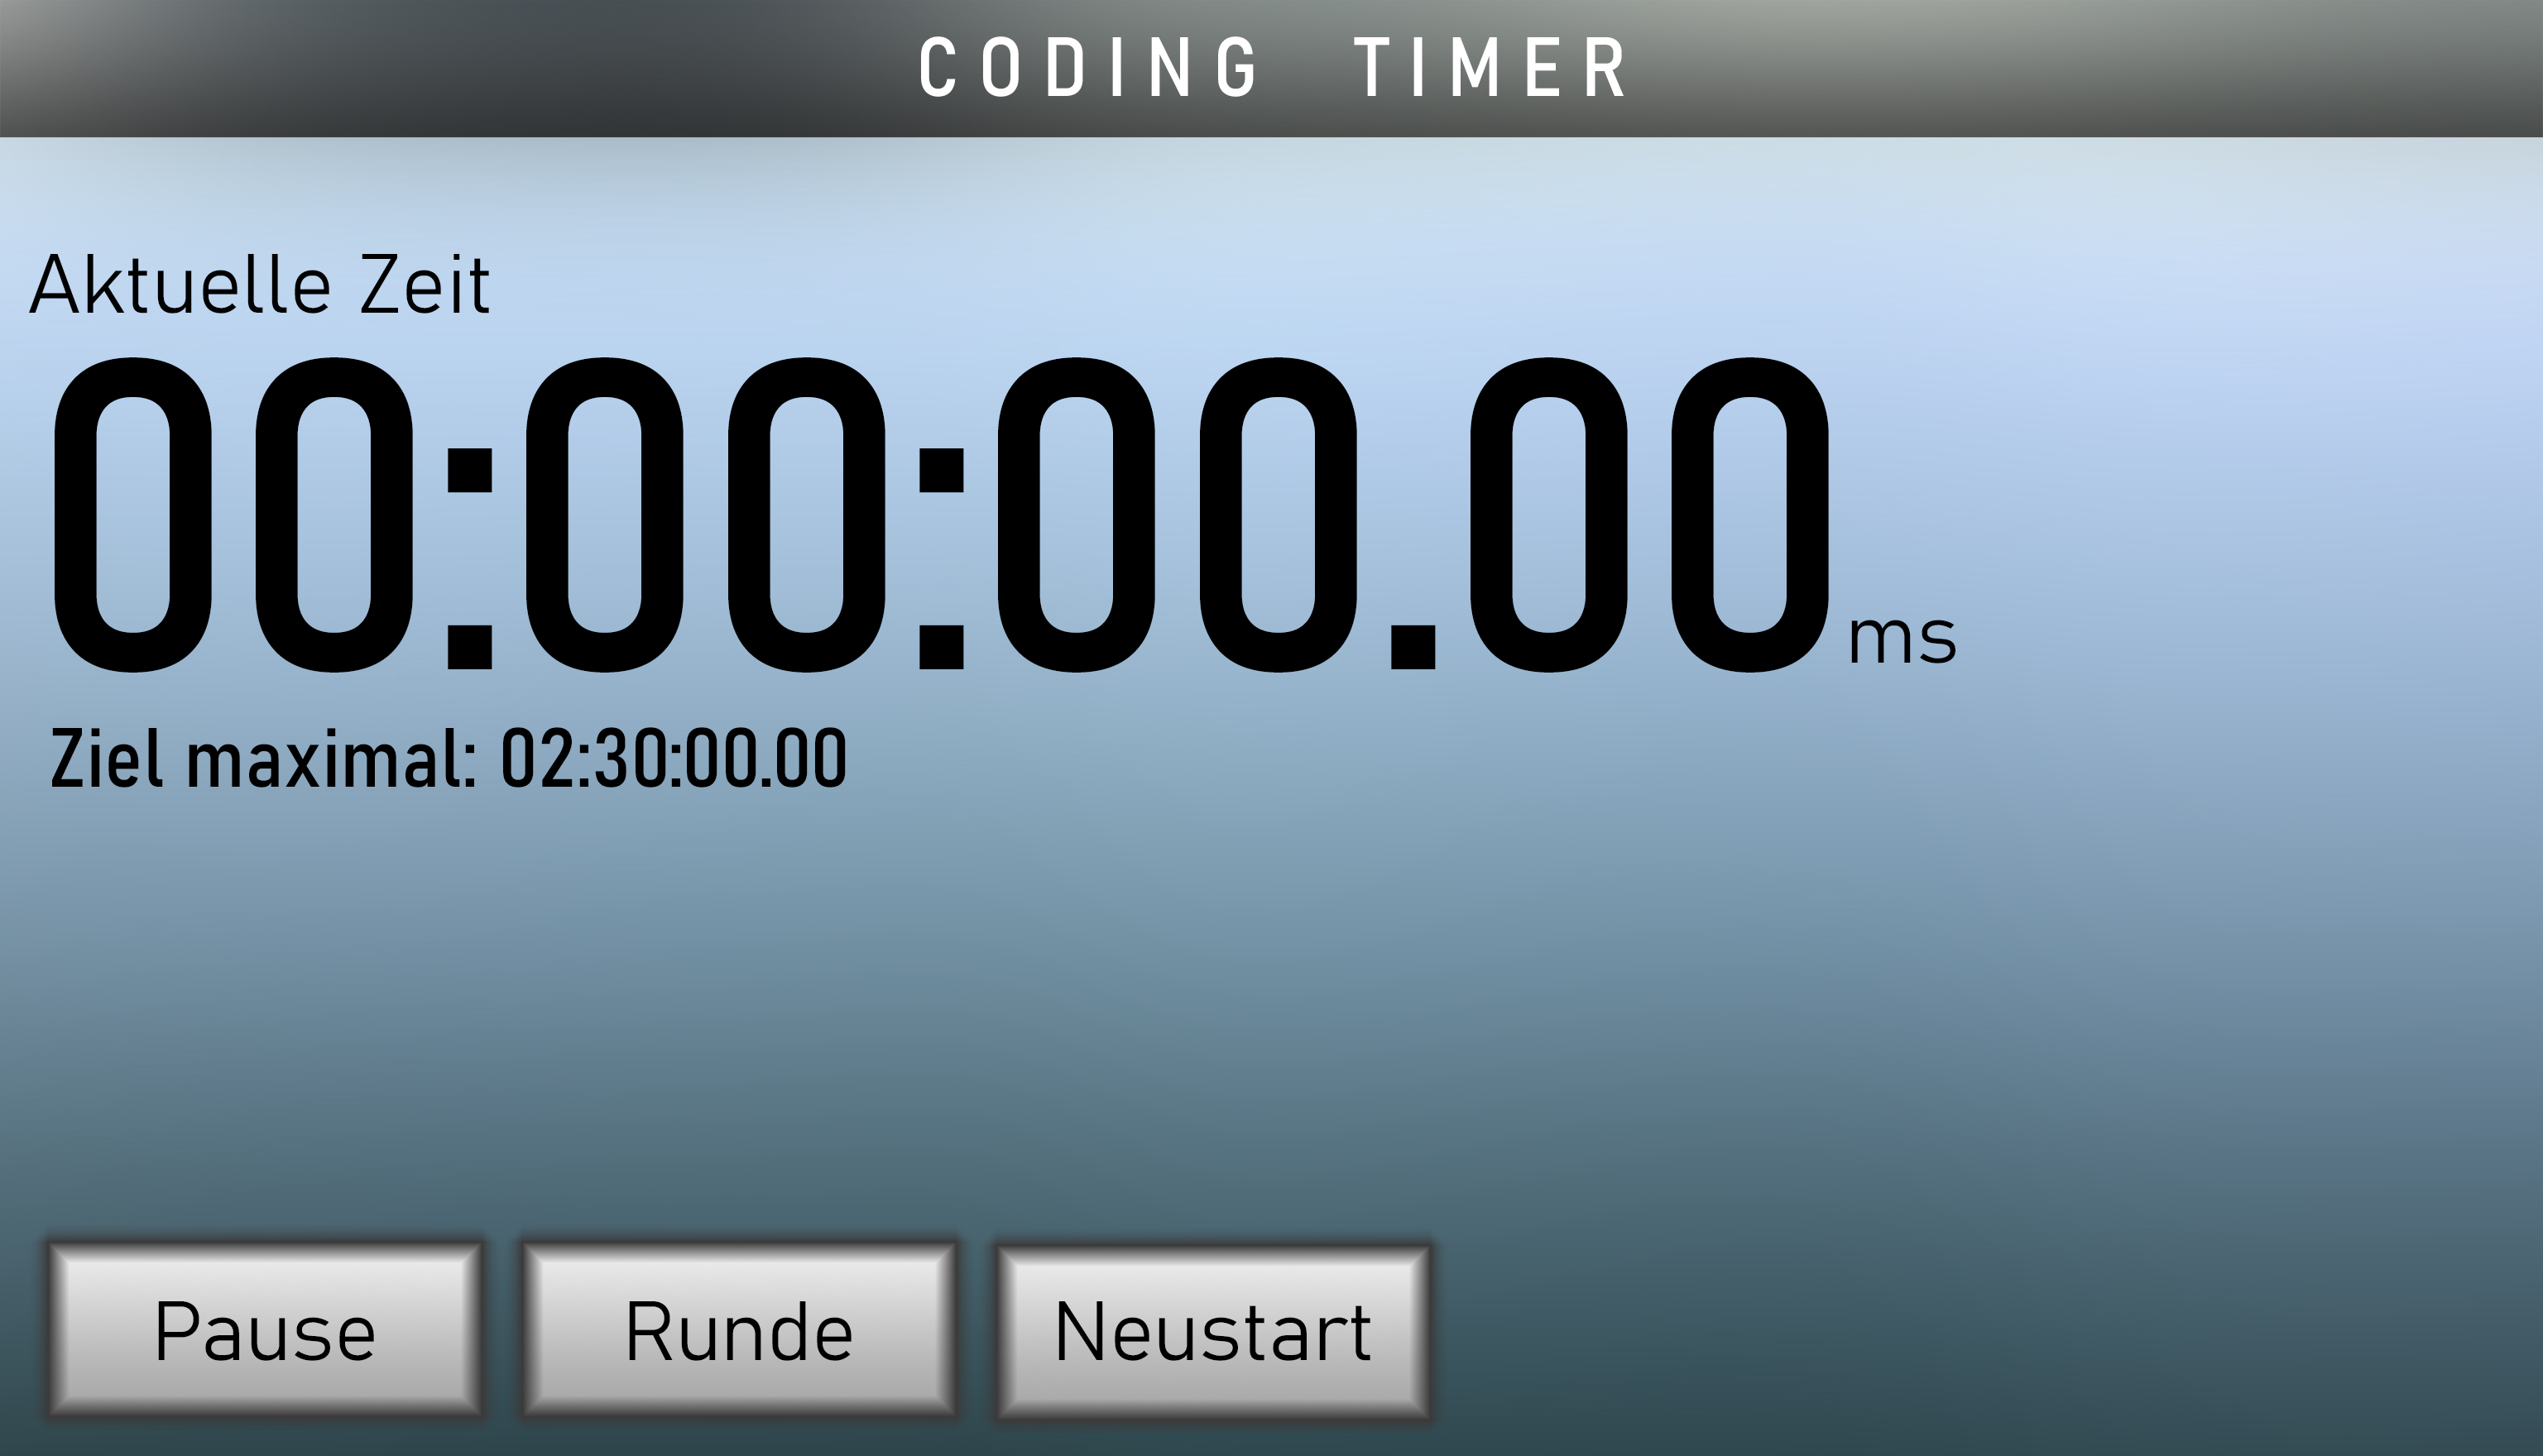 CODING TIMER
Aktuelle Zeit
00:00:00.00 ms
Ziel maximal: 02:30:00.00
Pause Runde Neustart